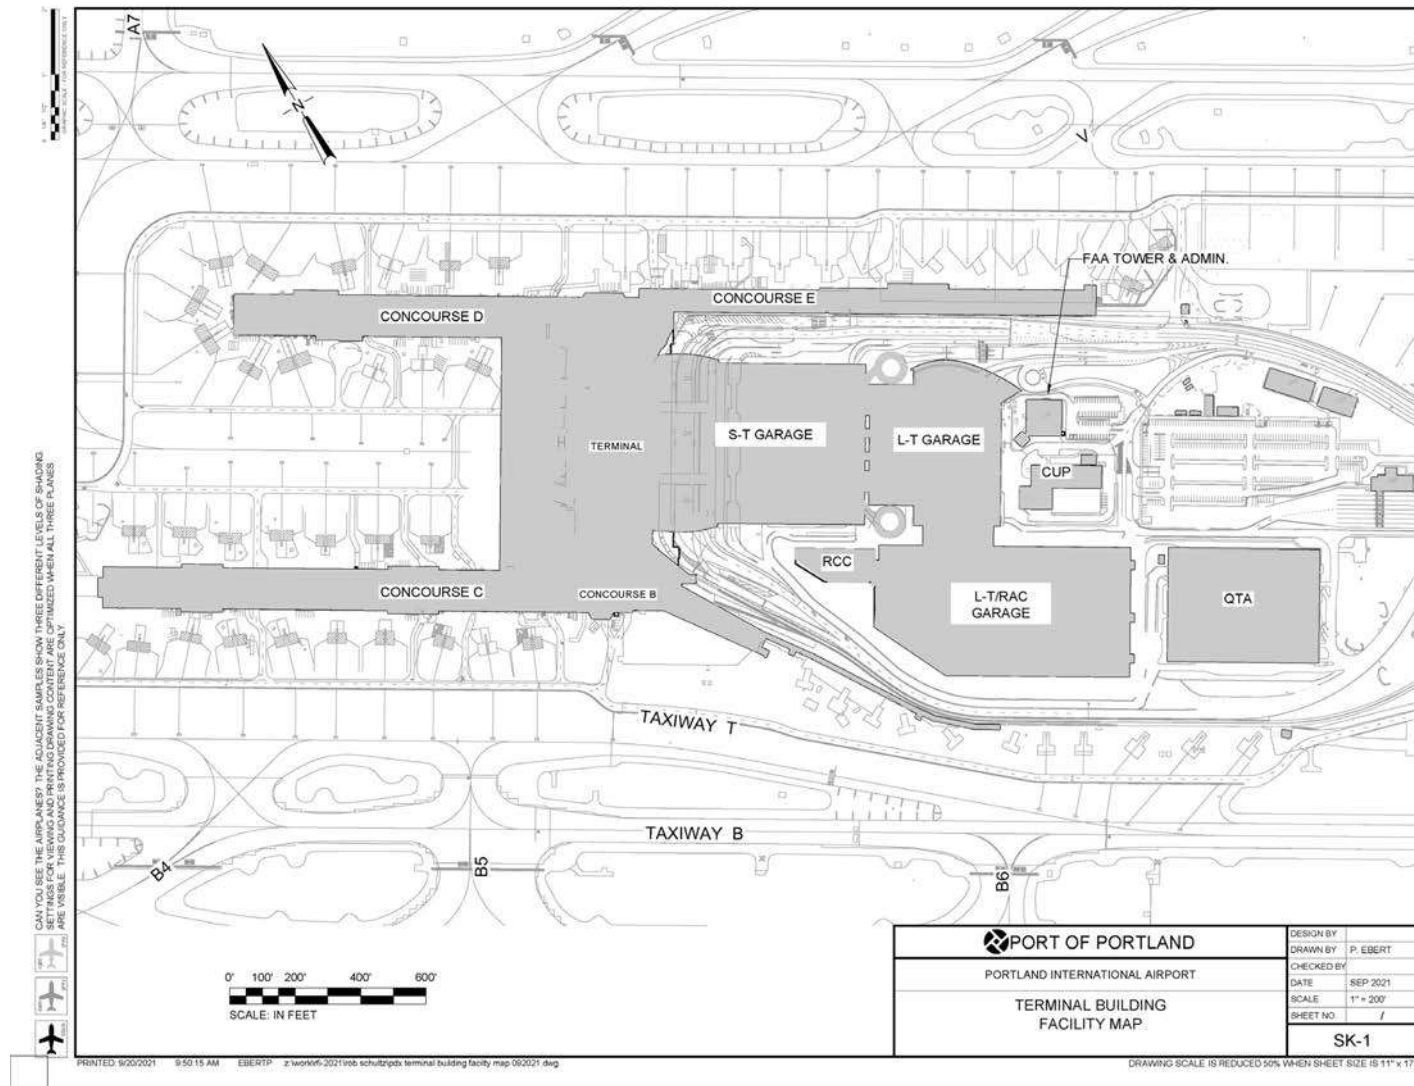 A7
GRAPHIC SCALE - FOR REFERENCE ONLY
N
V
FAA TOWER & ADMIN.
CONCOURSE E
CONCOURSE D
S-T GARAGE
L-T GARAGE
TERMINAL
CUP
RCC
CONCOURSE C
CONCOURSE B
L-T/RAC
GARAGE
QTA
TAXIWAY T
TAXIWAY B
B4
B5
B6
CAN YOU SEE THE AIRPLANES? THE ADJACENT SAMPLES SHOW THREE DIFFERENT LEVELS OF SHADING.
SETTINGS FOR VIEWING AND PRINTING DRAWING CONTENT ARE OPTIMIZED WHEN ALL THREE PLANES
ARE VISIBLE. THIS GUIDANCE IS PROVIDED FOR REFERENCE ONLY.
0' 100' 200' 400' 600'
SCALE: IN FEET
PORT OF PORTLAND
PORTLAND INTERNATIONAL AIRPORT
TERMINAL BUILDING
FACILITY MAP
DESIGN BY
DRAWN BY P. EBERT
CHECKED BY
DATE SEP 2021
SCALE 1" = 200'
SHEET NO. /
SK-1
PRINTED: 9/20/2021 9:50:15 AM EBERTP
DRAWING SCALE IS REDUCED 50% WHEN SHEET SIZE IS 11" x 17"